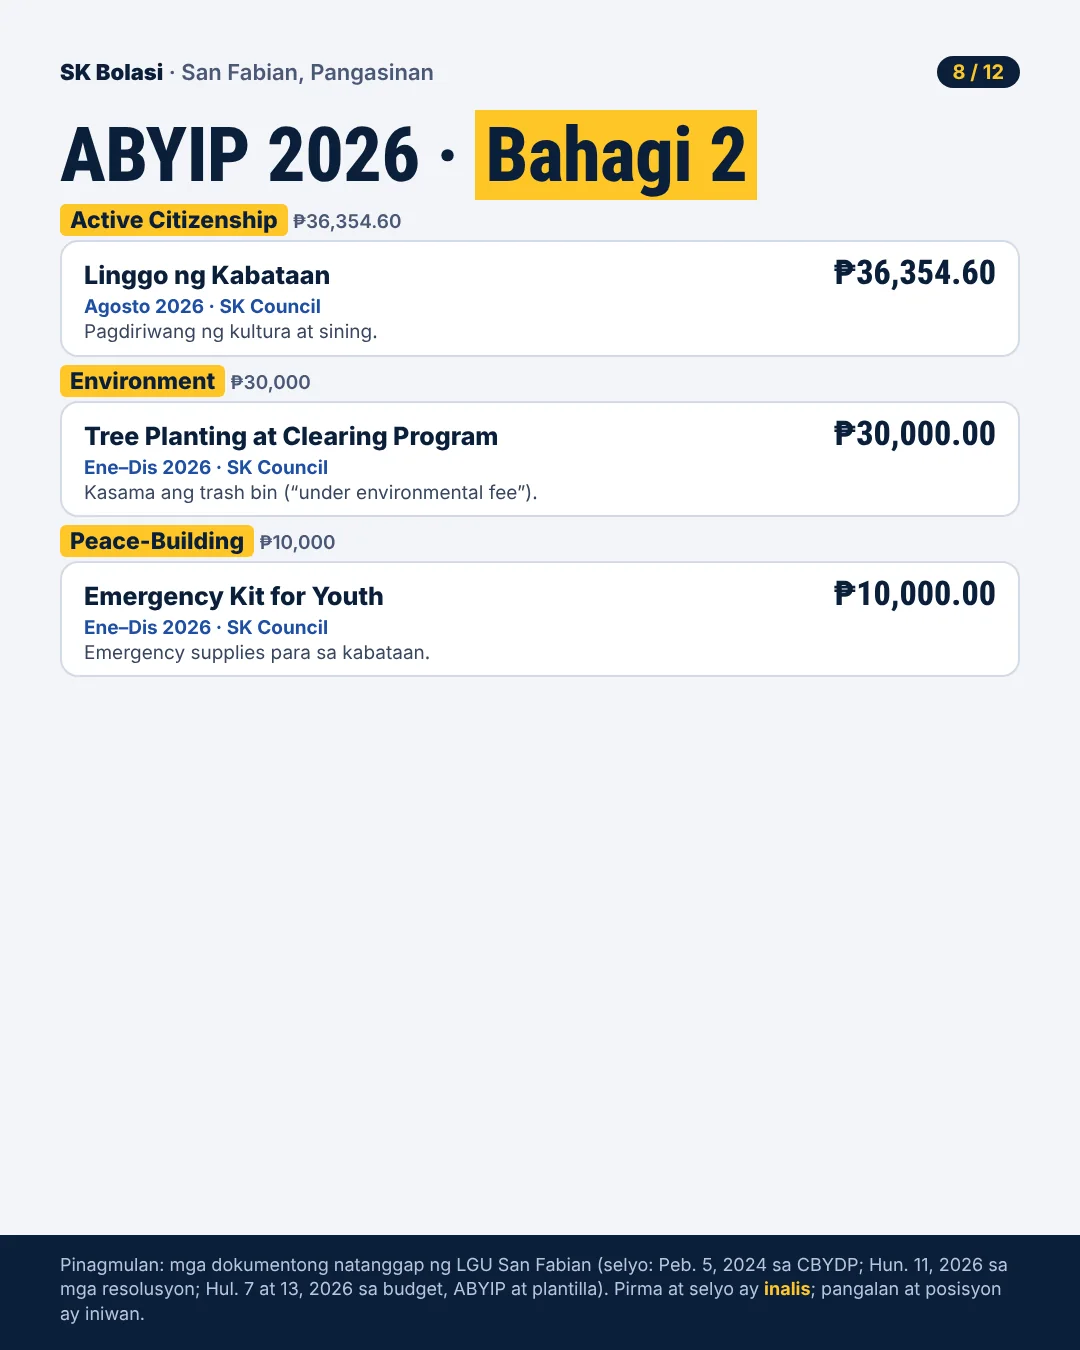 SK Bolasi · San Fabian, Pangasinan
8 / 12
ABYIP 2026 · Bahagi 2
Active Citizenship ₱36,354.60
Linggo ng Kabataan ₱36,354.60
Agosto 2026 · SK Council
Pagdiriwang ng kultura at sining.
Environment ₱30,000
Tree Planting at Clearing Program ₱30,000.00
Ene–Dis 2026 · SK Council
Kasama ang trash bin (“under environmental fee”).
Peace-Building ₱10,000
Emergency Kit for Youth ₱10,000.00
Ene–Dis 2026 · SK Council
Emergency supplies para sa kabataan.
Pinagmulan: mga dokumentong natanggap ng LGU San Fabian (selyo: Peb. 5, 2024 sa CBYDP; Hun. 11, 2026 sa
mga resolusyon; Hul. 7 at 13, 2026 sa budget, ABYIP at plantilla). Pirma at selyo ay inalis; pangalan at posisyon
ay iniwan.